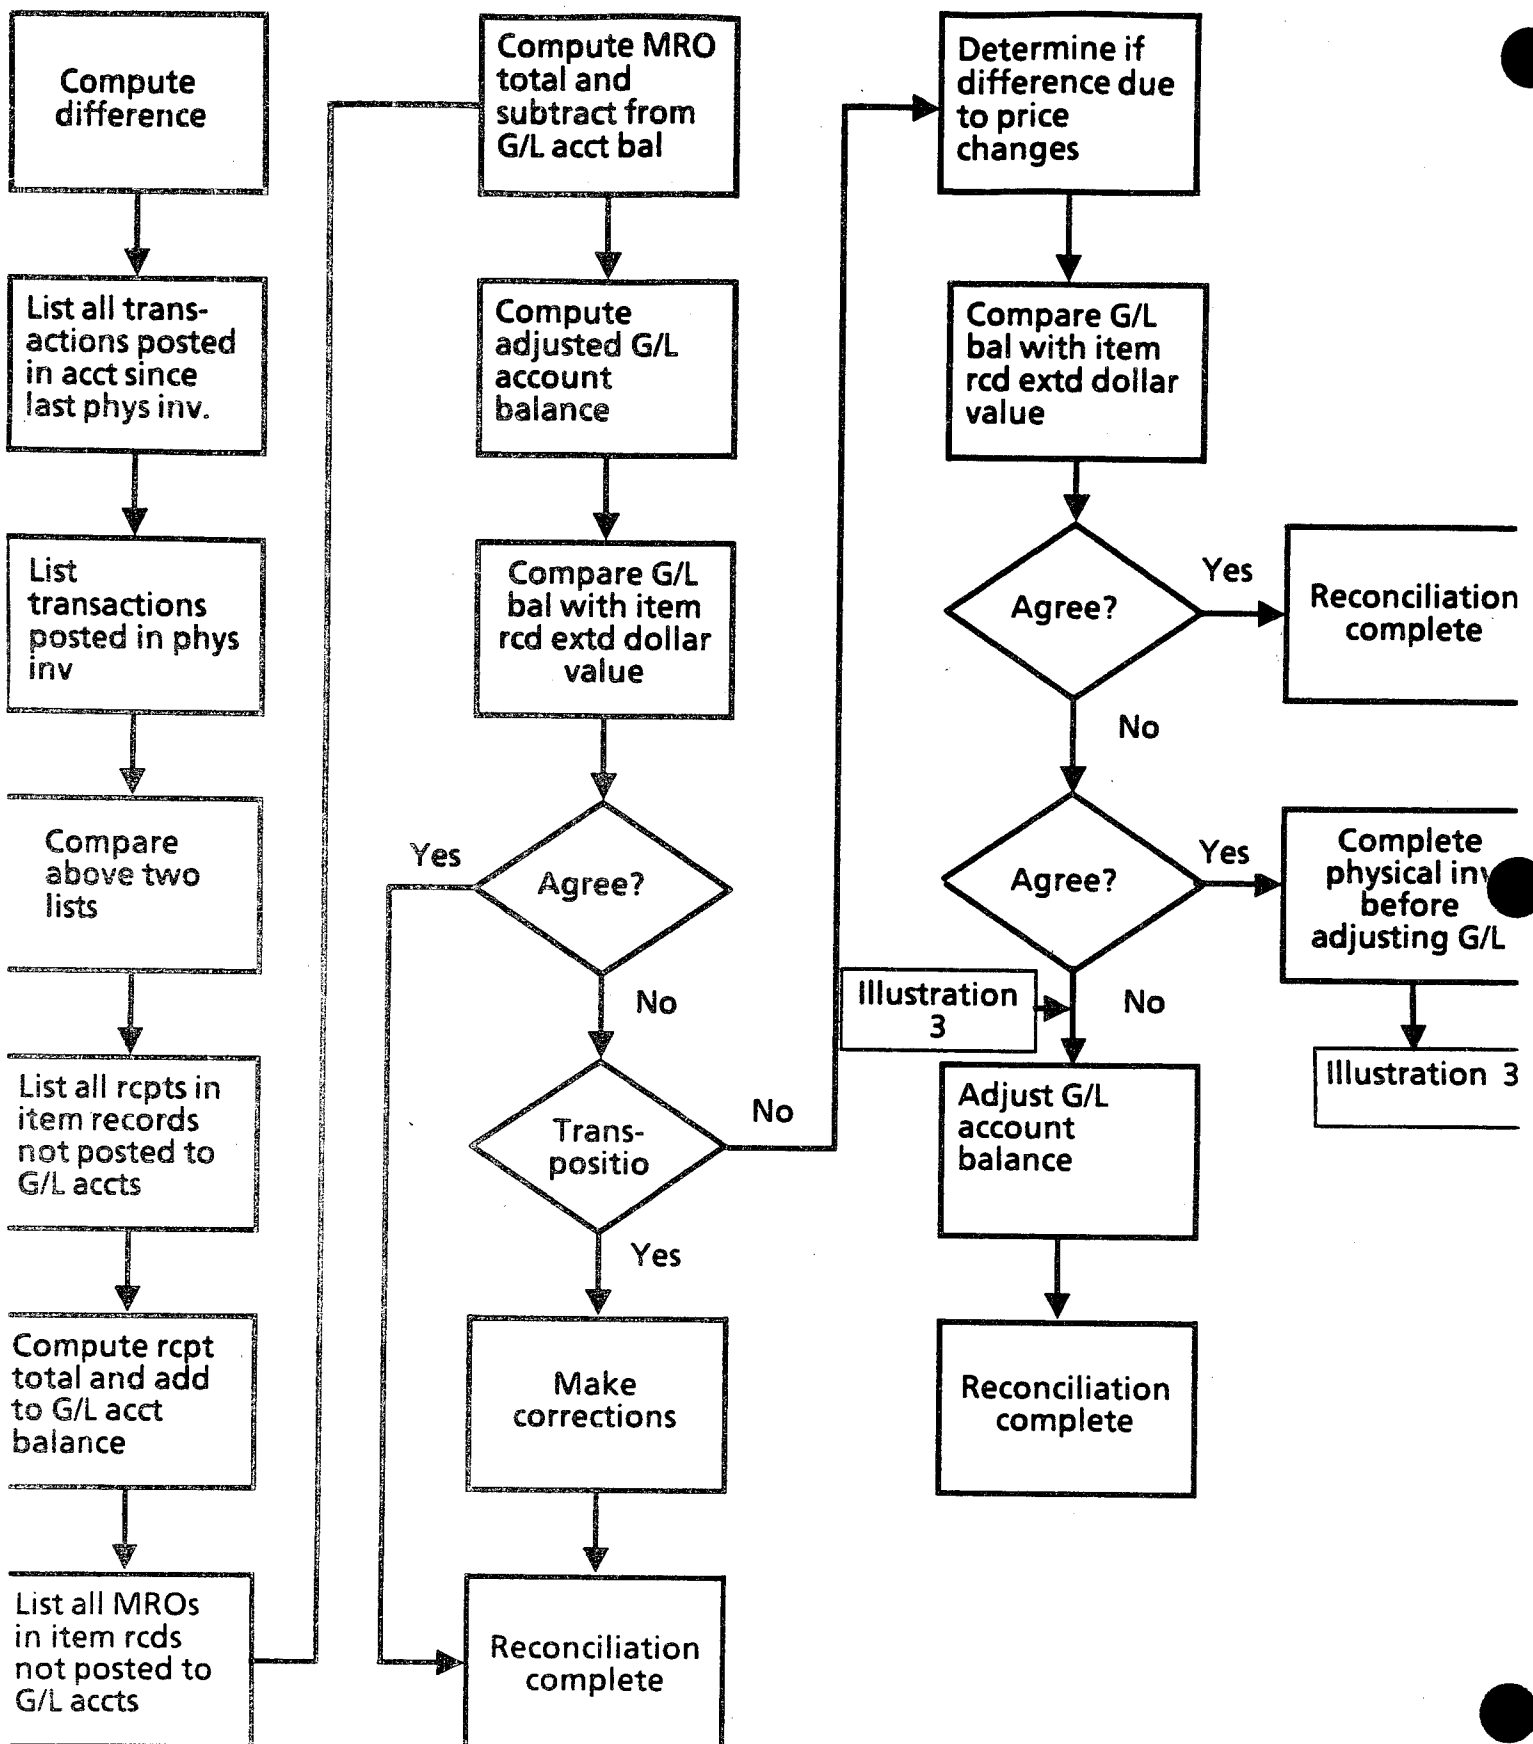 Compute
difference
List all trans-
actions posted
in acct since
last phys inv.
List
transactions
posted in phys
inv
Compare
above two
lists
List all rcpts in
item records
not posted to
G/L accts
Compute rcpt
total and add
to G/L acct
balance
List all MROs
in item rcds
not posted to
G/L accts
Compute MRO
total and
subtract from
G/L acct bal
Compute
adjusted G/L
account
balance
Compare G/L
bal with item
rcd extd dollar
value
Yes
Agree?
No
Trans-
positio
No
Yes
Make
corrections
Reconciliation
complete
Determine if
difference due
to price
changes
Compare G/L
bal with item
rcd extd dollar
value
Agree?
Yes
Reconciliation
complete
No
Agree?
Yes
Complete
physical inv
before
adjusting G/L
Illustration 3
Illustration
3
No
Adjust G/L
account
balance
Reconciliation
complete